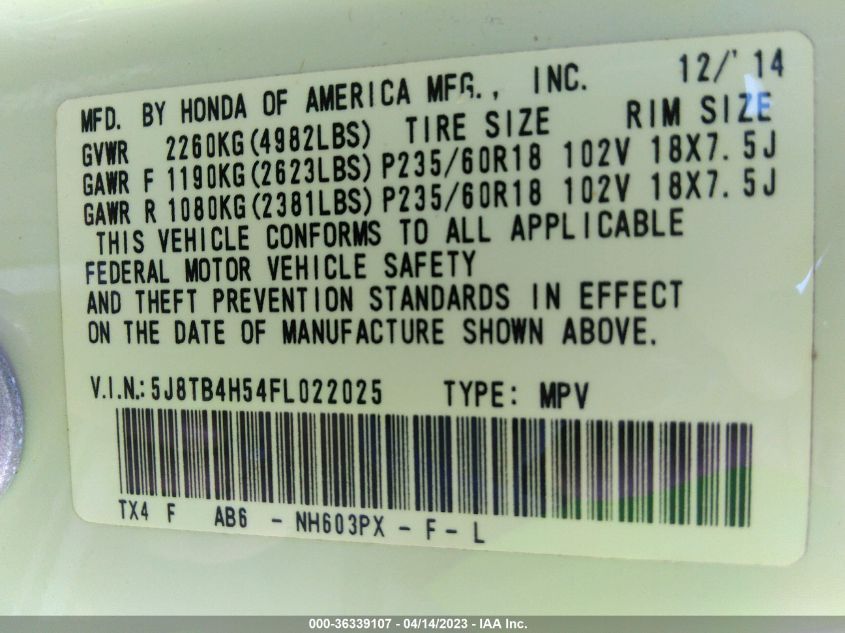 MFD. BY HONDA OF AMERICA MFG., INC. 12/'14
GVWR 2260KG(4982LBS) TIRE SIZE RIM SIZE
GAWR F 1190KG(2623LBS) P235/60R18 102V 18X7.5J
GAWR R 1080KG(2381LBS) P235/60R18 102V 18X7.5J
THIS VEHICLE CONFORMS TO ALL APPLICABLE
FEDERAL MOTOR VEHICLE SAFETY
AND THEFT PREVENTION STANDARDS IN EFFECT
ON THE DATE OF MANUFACTURE SHOWN ABOVE.
V.I.N.: 5J8TB4H54FL022025 TYPE: MPV
TX4 F AB6 - NH603PX - F - L
000-36339107 - 04/14/2023 - IAA Inc.